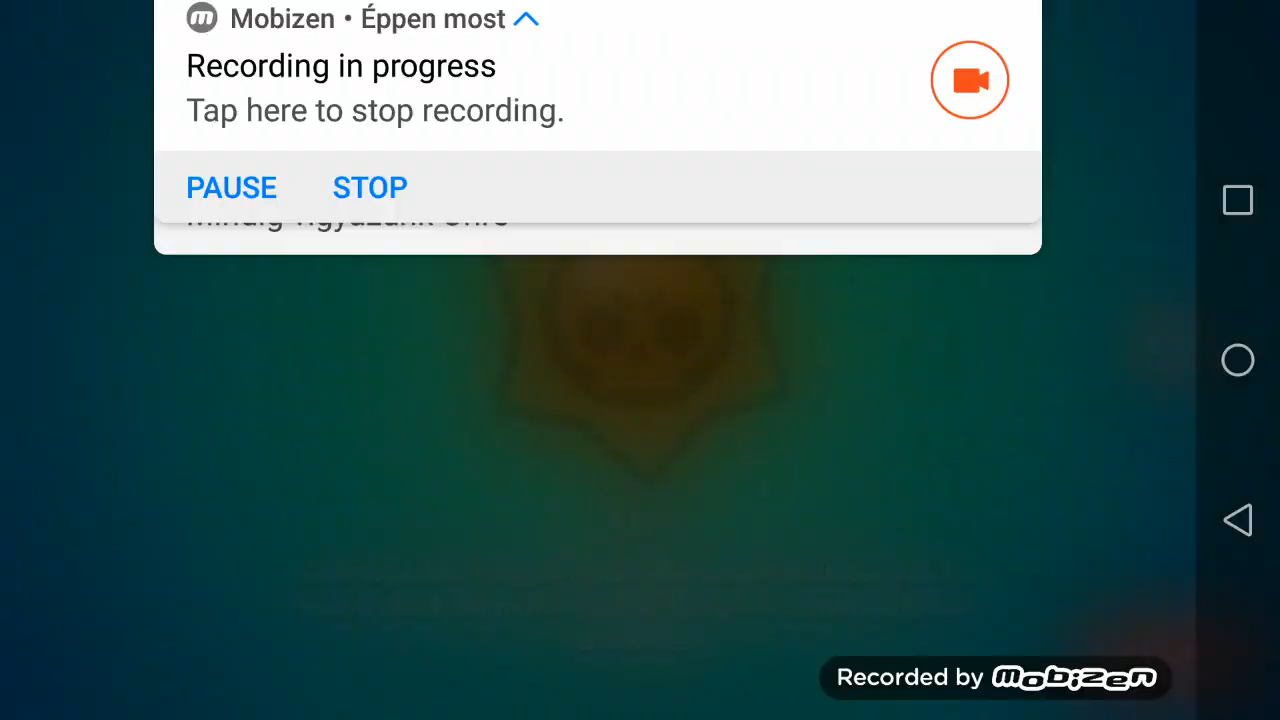 Mobizen • Éppen most
Recording in progress
Tap here to stop recording.
PAUSE STOP
Recorded by mobizen